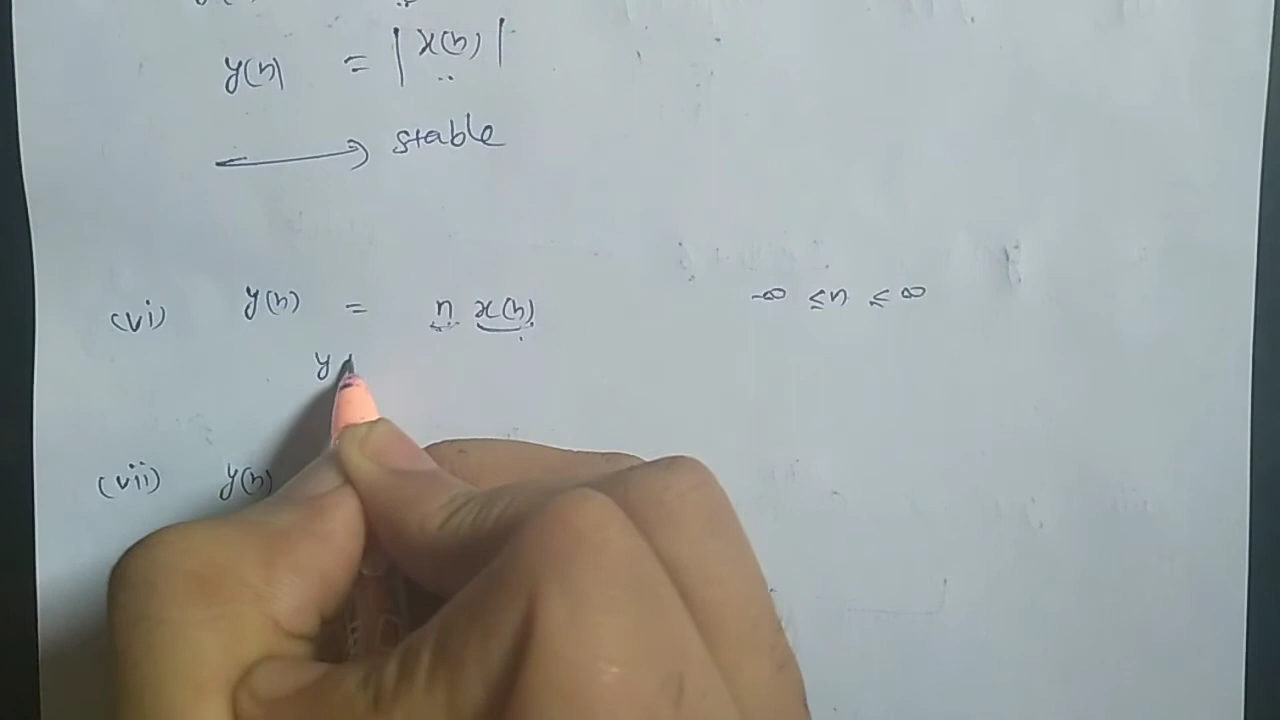 y(n) = |x(n)|
stable
(vi) y(n) = n x(n) -∞ ≤n ≤ ∞
y
(vii) y(n)